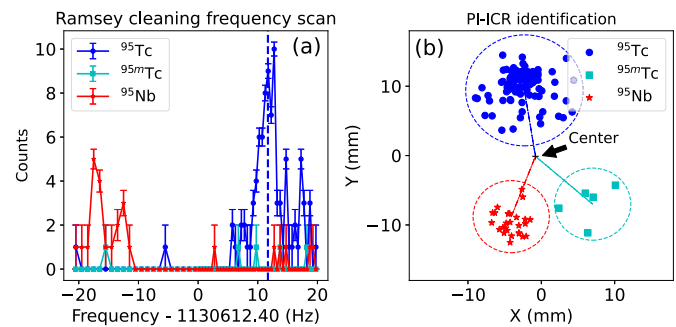 Ramsey cleaning frequency scan
(a)
⁹⁵Tc
⁹⁵ᵐTc
⁹⁵Nb
Counts
10
8
6
4
2
0
−20
−10
0
10
20
Frequency - 1130612.40 (Hz)
PI-ICR identification
(b)
⁹⁵Tc
⁹⁵ᵐTc
⁹⁵Nb
Center
Y (mm)
10
0
−10
−10
0
10
X (mm)